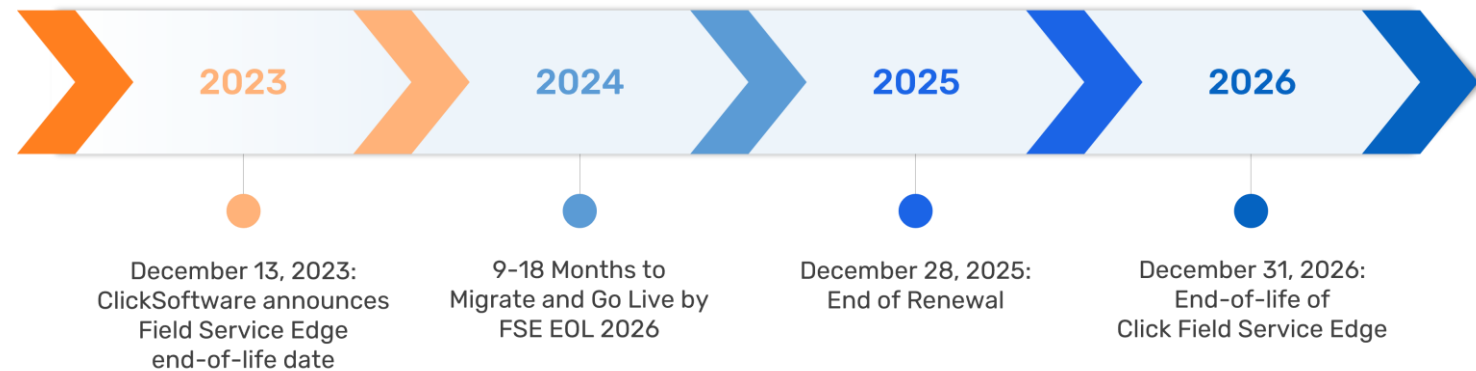 2023
2024
2025
2026
December 13, 2023:
ClickSoftware announces
Field Service Edge
end-of-life date
9-18 Months to
Migrate and Go Live by
FSE EOL 2026
December 28, 2025:
End of Renewal
December 31, 2026:
End-of-life of
Click Field Service Edge